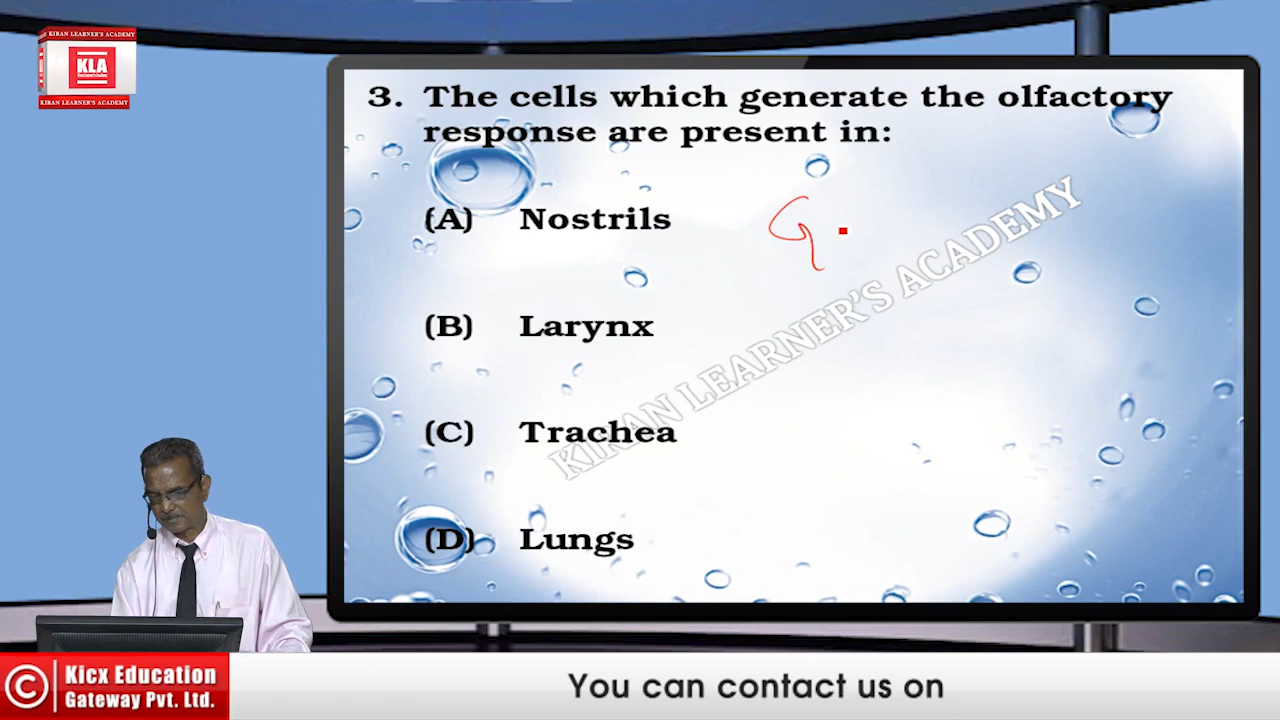 KIRAN LEARNER'S ACADEMY
KLA
KIRAN LEARNER'S ACADEMY
3. The cells which generate the olfactory
response are present in:
(A) Nostrils
(B) Larynx
(C) Trachea
(D) Lungs
KIRAN LEARNER'S ACADEMY
© Kicx Education
Gateway Pvt. Ltd.
You can contact us on